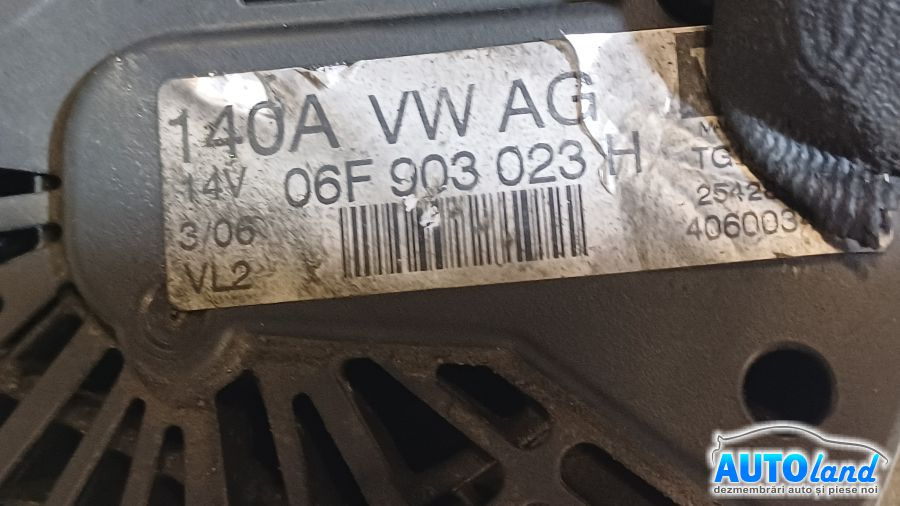 140A VW AG
14V 06F 903 023 H
3/06
VL2
TG
2542
406003
AUTOland
dezmembrări auto și piese noi